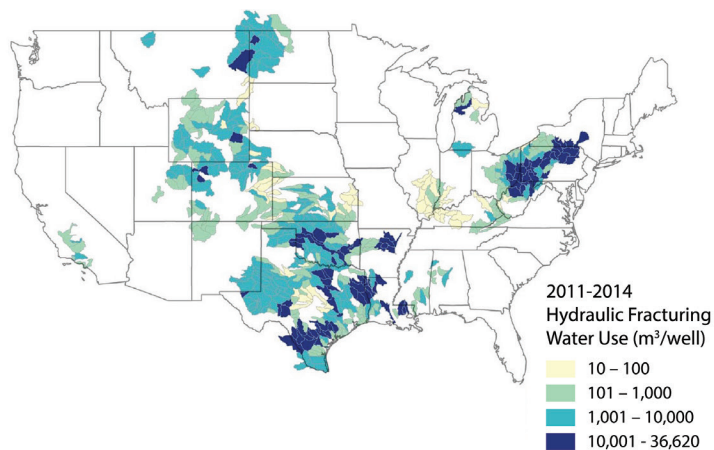 2011-2014
Hydraulic Fracturing
Water Use (m³/well)
10 – 100
101 – 1,000
1,001 – 10,000
10,001 - 36,620